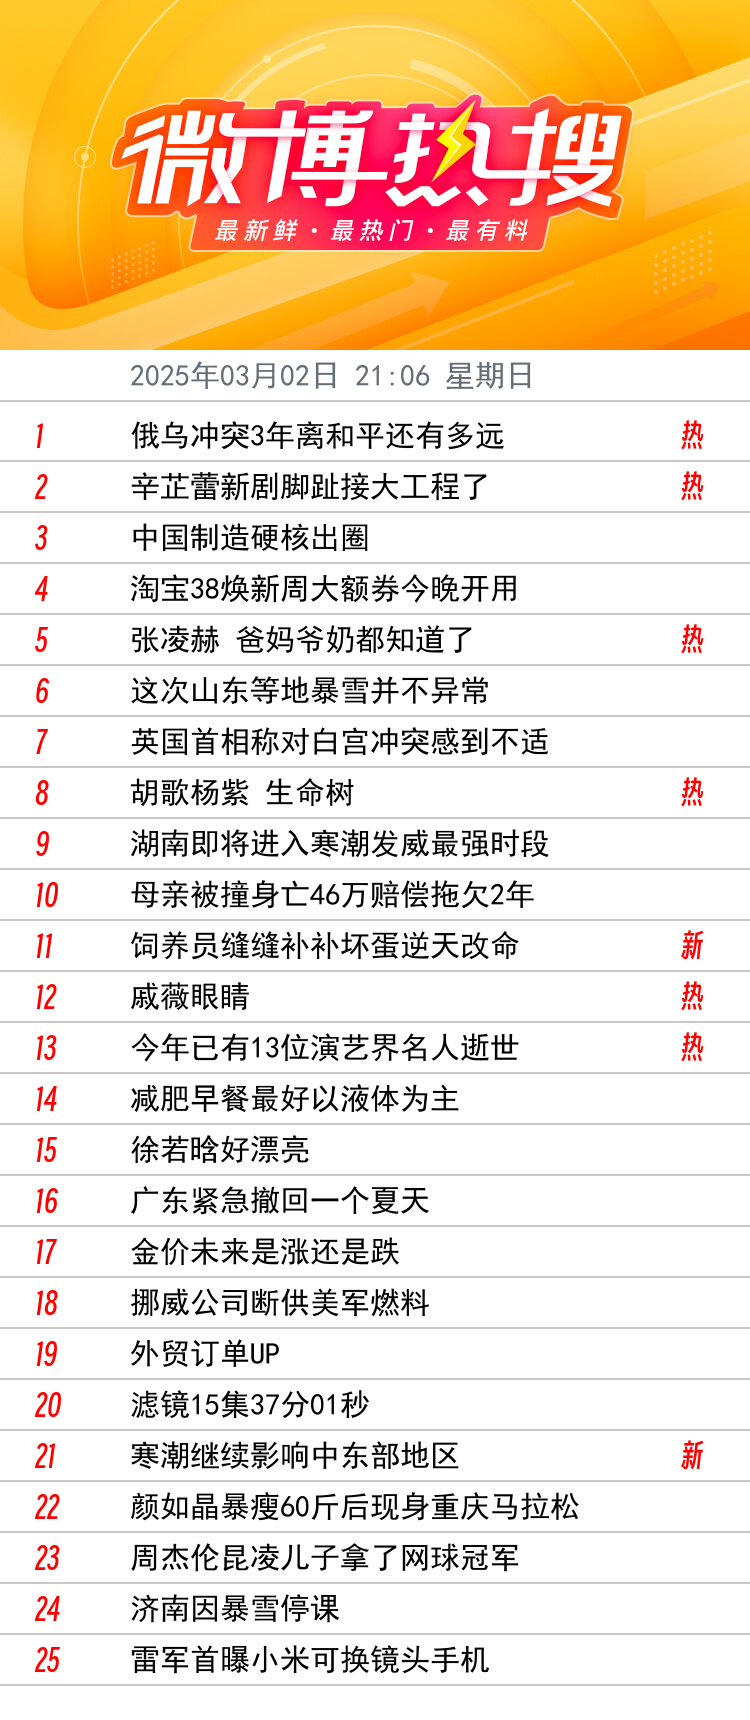 微博热搜
最新鲜·最热门·最有料
2025年03月02日 21:06 星期日
1 俄乌冲突3年离和平还有多远 热
2 辛芷蕾新剧脚趾接大工程了 热
3 中国制造硬核出圈
4 淘宝38焕新周大额券今晚开用
5 张凌赫 爸妈爷奶都知道了 热
6 这次山东等地暴雪并不异常
7 英国首相称对白宫冲突感到不适
8 胡歌杨紫 生命树 热
9 湖南即将进入寒潮发威最强时段
10 母亲被撞身亡46万赔偿拖欠2年
11 饲养员缝缝补补坏蛋逆天改命 新
12 戚薇眼睛 热
13 今年已有13位演艺界名人逝世 热
14 减肥早餐最好以液体为主
15 徐若晗好漂亮
16 广东紧急撤回一个夏天
17 金价未来是涨还是跌
18 挪威公司断供美军燃料
19 外贸订单UP
20 滤镜15集37分01秒
21 寒潮继续影响中东部地区 新
22 颜如晶暴瘦60斤后现身重庆马拉松
23 周杰伦昆凌儿子拿了网球冠军
24 济南因暴雪停课
25 雷军首曝小米可换镜头手机